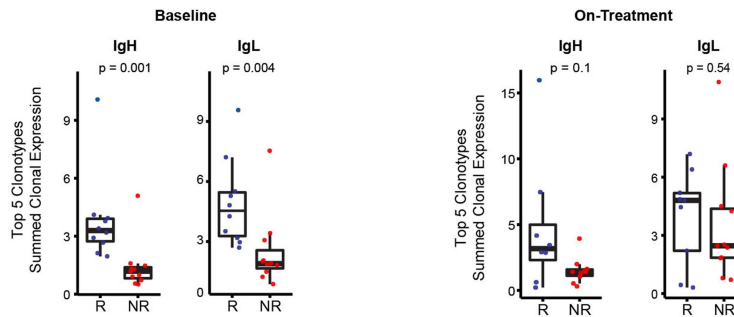 Baseline
On-Treatment
IgH
IgL
IgH
IgL
p = 0.001
p = 0.004
p = 0.1
p = 0.54
Top 5 Clonotypes
Summed Clonal Expression
9
6
3
0
R NR
9
6
3
0
R NR
Top 5 Clonotypes
Summed Clonal Expression
15
10
5
0
R NR
9
6
3
0
R NR